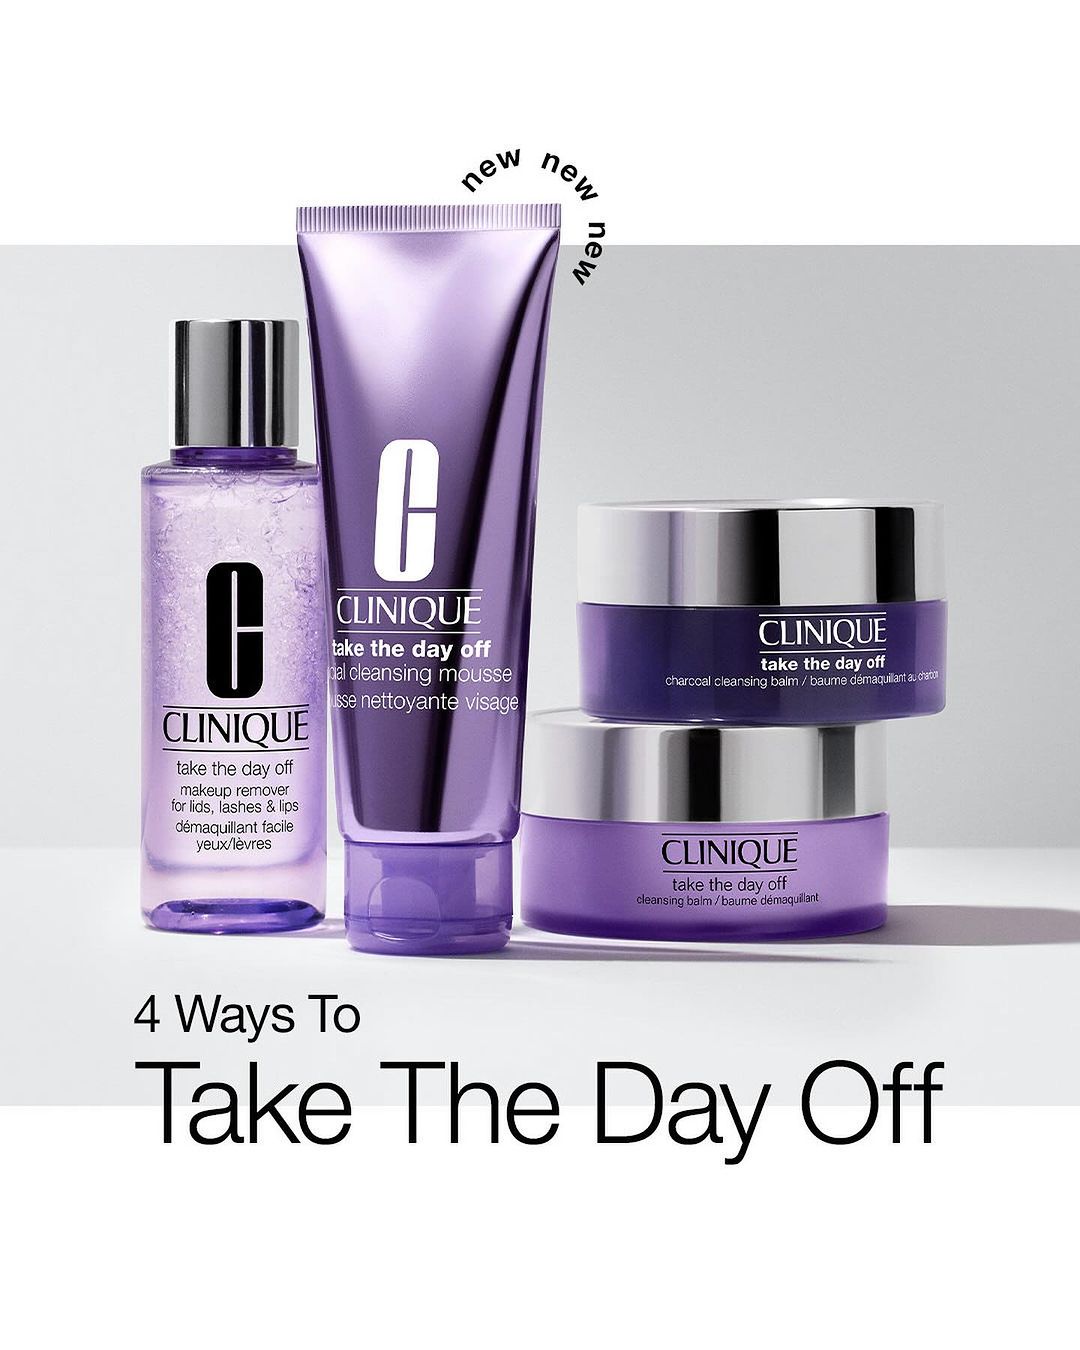 new new new
C
CLINIQUE
take the day off
makeup remover
for lids, lashes & lips
démaquillant facile
yeux/lèvres
C
CLINIQUE
take the day off
cleansing mousse
nettoyante visage
CLINIQUE
take the day off
charcoal cleansing balm / baume démaquillant au charbon
CLINIQUE
take the day off
cleansing balm / baume démaquillant
4 Ways To
Take The Day Off